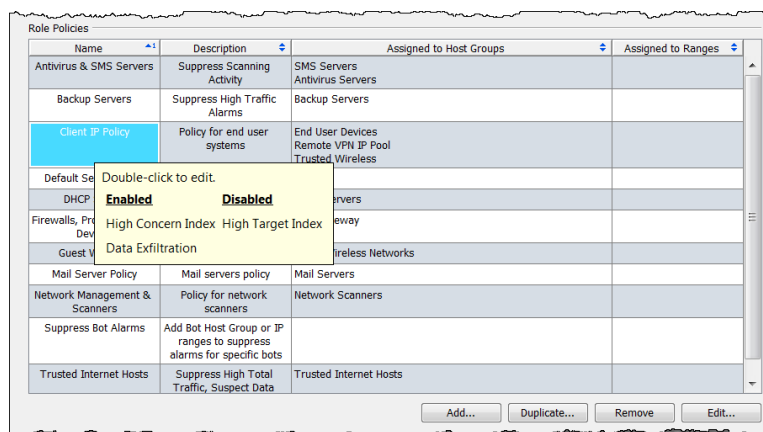 Role Policies
Name 1 Description Assigned to Host Groups Assigned to Ranges
Antivirus & SMS Servers Suppress Scanning SMS Servers
Activity Antivirus Servers
Backup Servers Suppress High Traffic Backup Servers
Alarms
Client IP Policy Policy for end user End User Devices
systems Remote VPN IP Pool
Trusted Wireless
Default
Double-click to edit.
DHCP
Enabled Disabled
Firewalls,
High Concern Index High Target Index
Guest
Data Exfiltration
Wireless Networks
Mail Server Policy Mail servers policy Mail Servers
Network Management & Policy for network Network Scanners
Scanners scanners
Suppress Bot Alarms Add Bot Host Group or IP
ranges to suppress
alarms for specific bots
Trusted Internet Hosts Suppress High Total Trusted Internet Hosts
Traffic, Suspect Data
Add... Duplicate... Remove Edit...